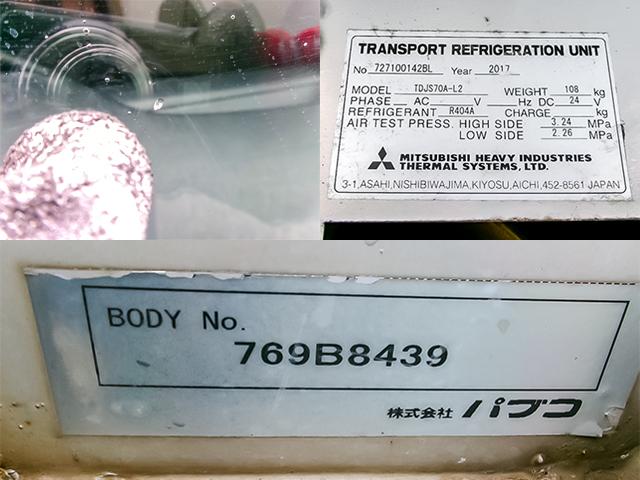 TRANSPORT REFRIGERATION UNIT
No 727100142BL Year 2017
MODEL TDJS70A-L2 WEIGHT 108 kg
PHASE AC V Hz DC 24 V
REFRIGERANT R404A CHARGE kg
AIR TEST PRESS. HIGH SIDE 3.24 MPa
LOW SIDE 2.26 MPa
MITSUBISHI HEAVY INDUSTRIES
THERMAL SYSTEMS, LTD.
3-1,ASAHI,NISHIBIWAJIMA,KIYOSU,AICHI,452-8561 JAPAN
BODY No.
769B8439
株式会社 パブコ